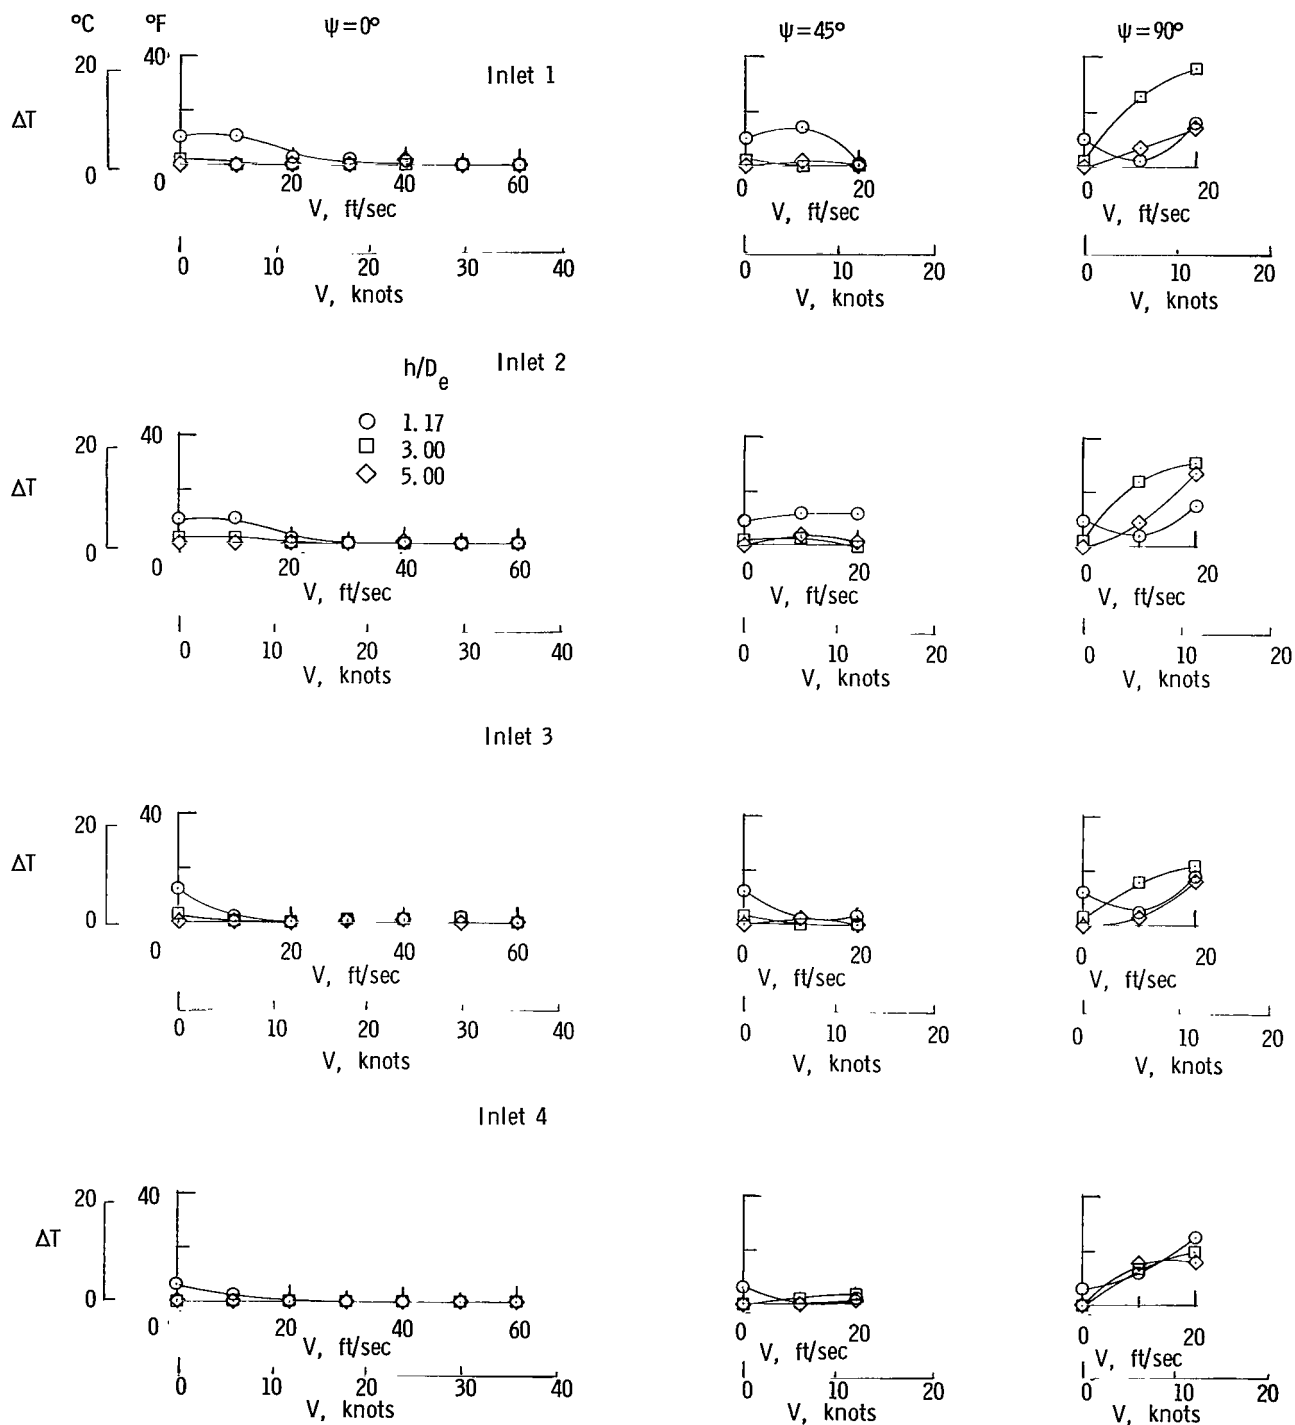 °C °F ψ=0° ψ=45° ψ=90°
20 40 Inlet 1
ΔT
0 0 20 40 60 0 20 0 20
V, ft/sec V, ft/sec V, ft/sec
0 10 20 30 40 0 10 20 0 10 20
V, knots V, knots V, knots
h/De Inlet 2
1.17
20 40 3.00
5.00
ΔT
0 0 20 40 60 0 20 0 20
V, ft/sec V, ft/sec V, ft/sec
0 10 20 30 40 0 10 20 0 10 20
V, knots V, knots V, knots
Inlet 3
20 40
ΔT
0 0 20 40 60 0 20 0 20
V, ft/sec V, ft/sec V, ft/sec
0 10 20 30 40 0 10 20 0 10 20
V, knots V, knots V, knots
Inlet 4
20 40
ΔT
0 0 20 40 60 0 20 0 20
V, ft/sec V, ft/sec V, ft/sec
0 10 20 30 40 0 10 20 0 10 20
V, knots V, knots V, knots